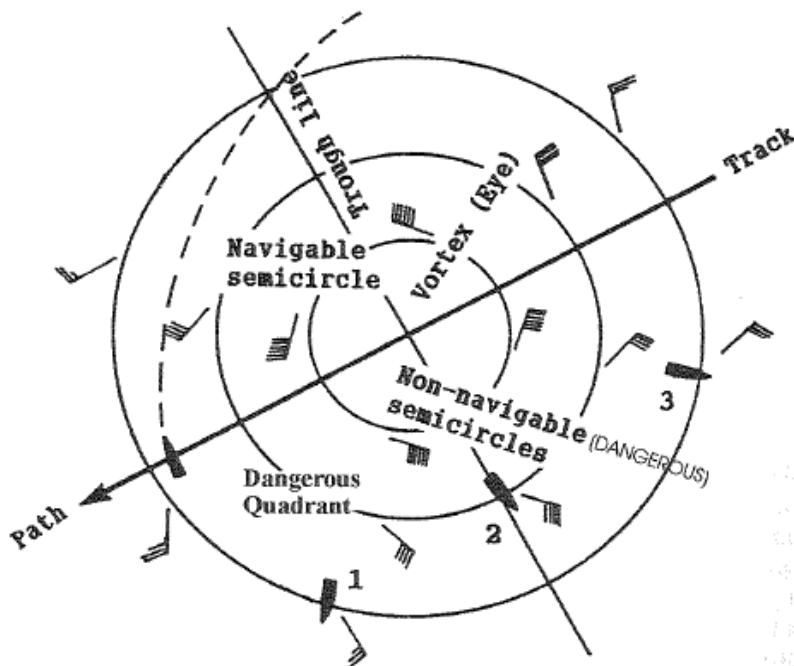 Trough line
Track
Vortex (Eye)
Navigable
semicircle
Non-navigable
semicircles
(DANGEROUS)
3
Dangerous
Quadrant
2
Path
1